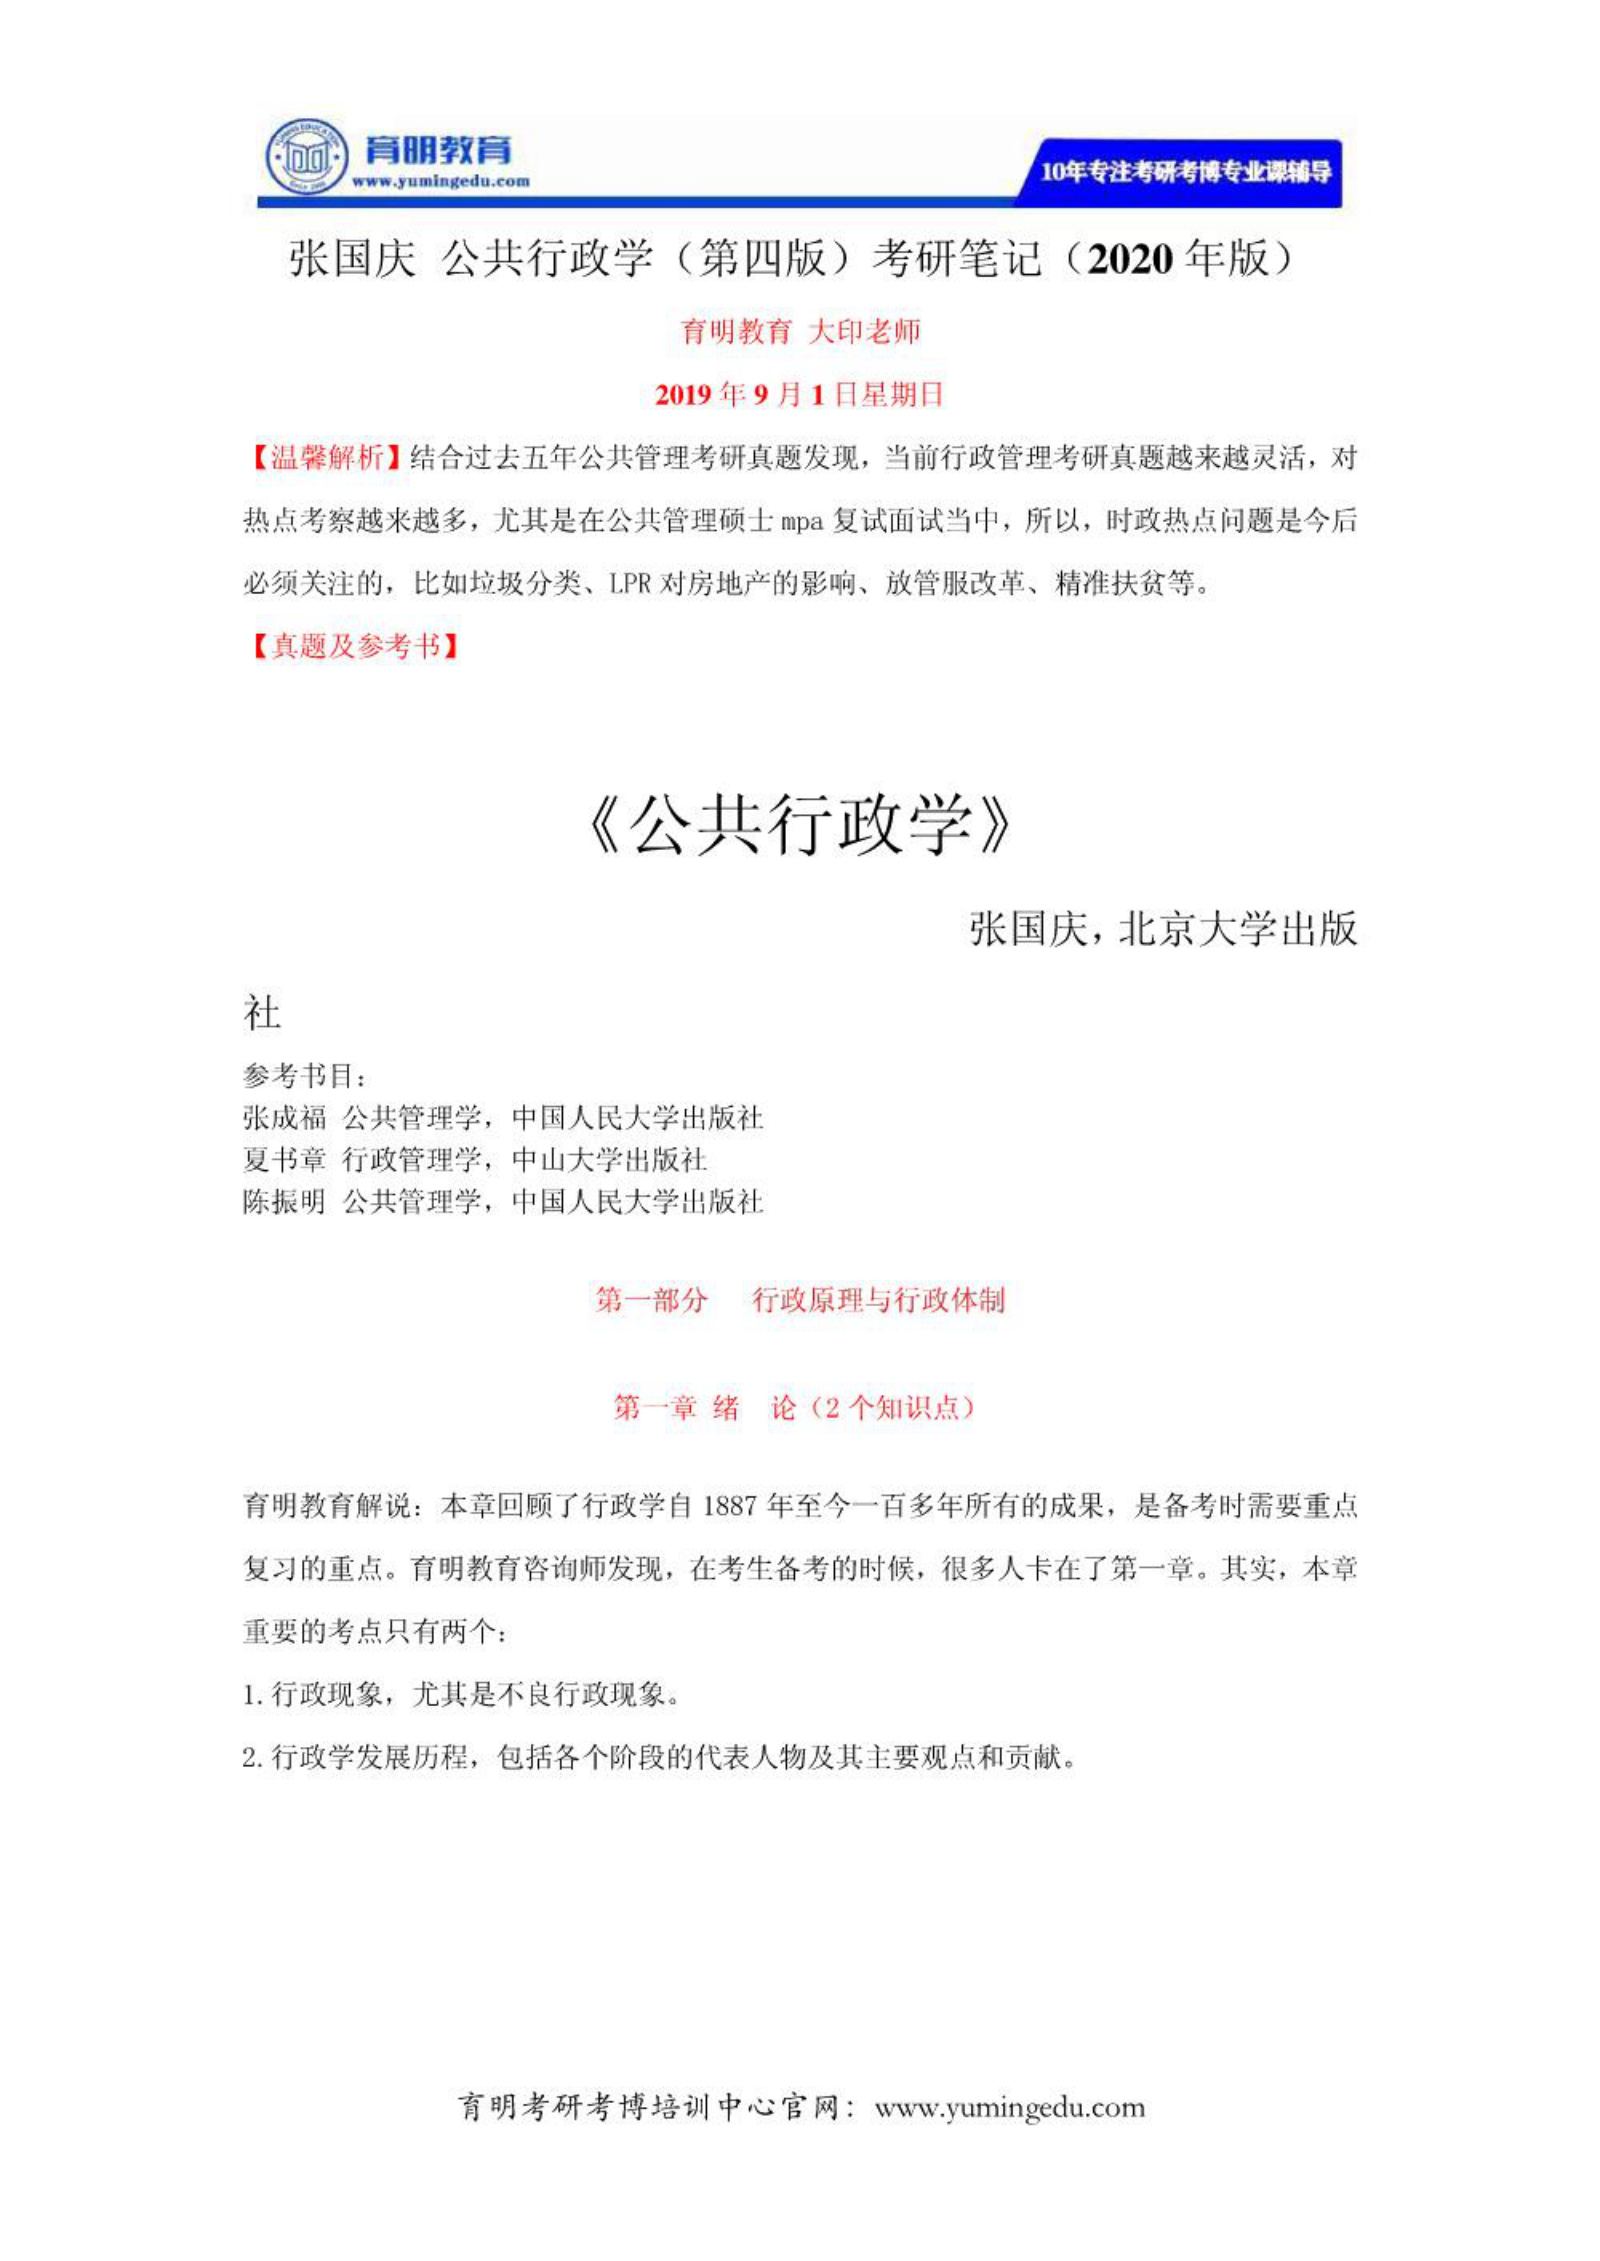 育明教育
www.yumingedu.com
10年专注考研考博专业课辅导
张国庆 公共行政学（第四版）考研笔记（2020 年版）
育明教育 大印老师
2019 年 9 月 1 日星期日
【温馨解析】结合过去五年公共管理考研真题发现，当前行政管理考研真题越来越灵活，对
热点考察越来越多，尤其是在公共管理硕士 mpa 复试面试当中，所以，时政热点问题是今后
必须关注的，比如垃圾分类、LPR 对房地产的影响、放管服改革、精准扶贫等。
【真题及参考书】
《公共行政学》
张国庆，北京大学出版
社
参考书目：
张成福 公共管理学，中国人民大学出版社
夏书章 行政管理学，中山大学出版社
陈振明 公共管理学，中国人民大学出版社
第一部分 行政原理与行政体制
第一章 绪 论（2 个知识点）
育明教育解说：本章回顾了行政学自 1887 年至今一百多年所有的成果，是备考时需要重点
复习的重点。育明教育咨询师发现，在考生备考的时候，很多人卡在了第一章。其实，本章
重要的考点只有两个：
1.行政现象，尤其是不良行政现象。
2.行政学发展历程，包括各个阶段的代表人物及其主要观点和贡献。
育明考研考博培训中心官网：www.yumingedu.com